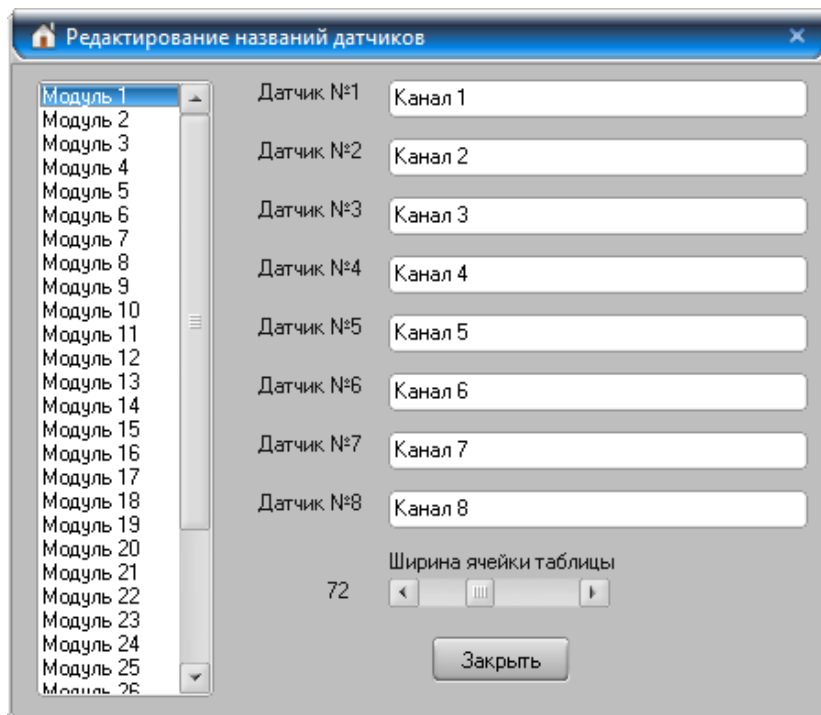 Редактирование названий датчиков
Модуль 1
Модуль 2
Модуль 3
Модуль 4
Модуль 5
Модуль 6
Модуль 7
Модуль 8
Модуль 9
Модуль 10
Модуль 11
Модуль 12
Модуль 13
Модуль 14
Модуль 15
Модуль 16
Модуль 17
Модуль 18
Модуль 19
Модуль 20
Модуль 21
Модуль 22
Модуль 23
Модуль 24
Модуль 25
Модуль 26
Датчик №1 Канал 1
Датчик №2 Канал 2
Датчик №3 Канал 3
Датчик №4 Канал 4
Датчик №5 Канал 5
Датчик №6 Канал 6
Датчик №7 Канал 7
Датчик №8 Канал 8
Ширина ячейки таблицы
72
Закрыть